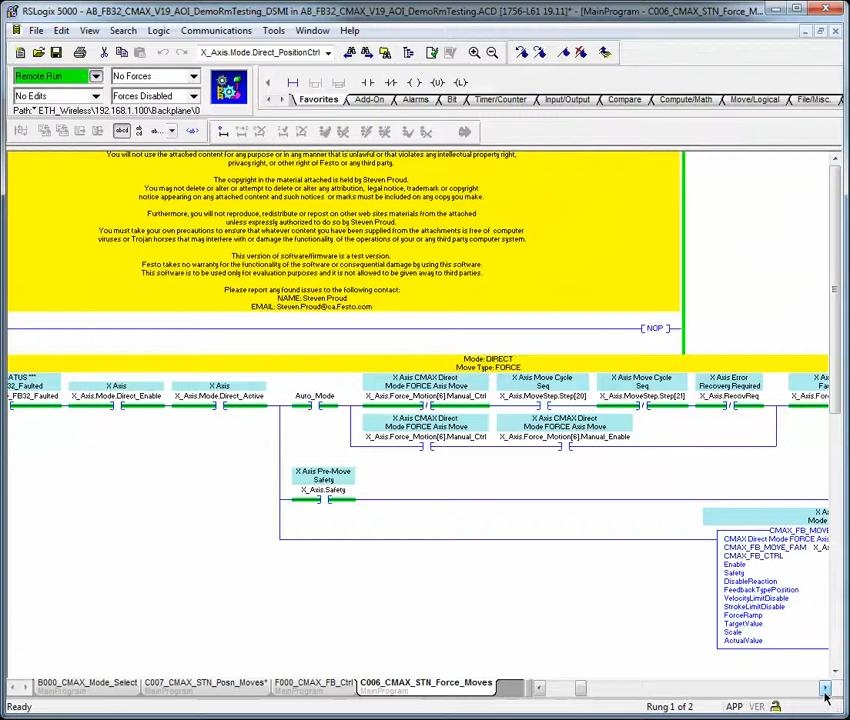 RSLogix 5000 - AB_FB32_CMAX_V19_AOI_DemoRmTesting_DSMI in AB_FB32_CMAX_V19_AOI_DemoRmTesting.ACD [1756-L61 19.11]* - [MainProgram - C006_CMAX_STN_Force_M...
File Edit View Search Logic Communications Tools Window Help
X_Axis.Mode.Direct_PositionCtrl
Remote Run No Forces
No Edits Forces Disabled
Favorites Add-On Alarms Bit Timer/Counter Input/Output Compare Compute/Math Move/Logical File/Misc.
Path: ETH_Wireless\192.168.1.100\Backplane\0
You will not use the attached content for any purpose or in any manner that is unlawful or that violates any intellectual property right,
privacy right, or other right of Festo or any third party.
The copyright in the material attached is held by Steven Proud.
You may not delete or alter or attempt to delete or alter any attribution, legal notice, trademark or copyright
notice appearing on any attached content and such notices or marks must be included on any copy you make.
Furthermore, you will not reproduce, redistribute or repost on other web sites materials from the attached
unless expressly authorized to do so by Steven Proud.
You must take your own precautions to ensure that whatever content you have been supplied from the attachments is free of computer
viruses or Trojan horses that may interfere with or damage the functionality of the operations of your or any third party computer system.
This version of software/firmware is a test version.
Festo takes no warranty for the functionality of the software or consequential damage by using this software.
This software is to be used only for evaluation purposes and it is not allowed to be given away to third parties.
Please report any found issues to the following contact:
NAME: Steven Proud
EMAIL: Steven.Proud@ca.Festo.com
NOP
Mode: DIRECT
Move Type: FORCE
ATUS ***
32_Faulted
_FB32_Faulted
X Axis
X_Axis.Mode.Direct_Enable
X Axis
X_Axis.Mode.Direct_Active
Auto_Mode
X Axis CMAX Direct
Mode FORCE Axis Move
X_Axis.Force_Motion[6].Manual_Ctrl
X Axis Move Cycle
Seq
X_Axis.MoveStep.Step[20]
X Axis Move Cycle
Seq
X_Axis.MoveStep.Step[21]
X Axis Error
Recovery Required
X_Axis.RecovReq
X Axis
Fau
X_Axis.Forc
X Axis CMAX Direct
Mode FORCE Axis Move
X_Axis.Force_Motion[6].Manual_Ctrl
X Axis CMAX Direct
Mode FORCE Axis Move
X_Axis.Force_Motion[6].Manual_Enable
X Axis Pre-Move
Safety
X_Axis.Safety
X A
Mode
CMAX_FB_MOVE
CMAX Direct Mode FORCE Axis
CMAX_FB_MOVE_FAM X_A
CMAX_FB_CTRL
Enable
Safety
DisableReaction
FeedbackTypePosition
VelocityLimitDisable
StrokeLimitDisable
ForceRamp
TargetValue
Scale
ActualValue
B000_CMAX_Mode_Select C007_CMAX_STN_Posn_Moves* F000_CMAX_FB_Ctrl C006_CMAX_STN_Force_Moves
MainProgram MainProgram MainProgram MainProgram
Ready Rung 1 of 2 APP VER